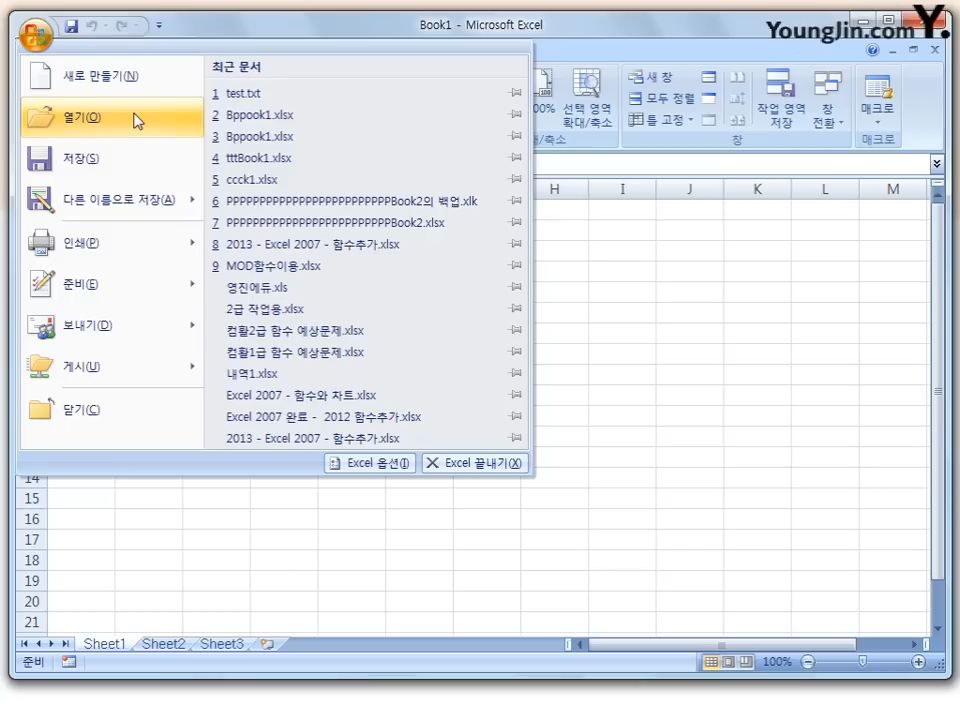 Book1 - Microsoft Excel
YoungJin.com
Y.
새로 만들기(N)
열기(O)
저장(S)
다른 이름으로 저장(A)
인쇄(P)
준비(E)
보내기(D)
게시(U)
닫기(C)
최근 문서
1 test.txt
2 Bppook1.xlsx
3 Bppook1.xlsx
4 tttBook1.xlsx
5 ccck1.xlsx
6 PPPPPPPPPPPPPPPPPPPPPPPPPBook2의 백업.xlk
7 PPPPPPPPPPPPPPPPPPPPPPPPPBook2.xlsx
8 2013 - Excel 2007 - 함수추가.xlsx
9 MOD함수이용.xlsx
영진에듀.xls
2급 작업용.xlsx
컴활2급 함수 예상문제.xlsx
컴활1급 함수 예상문제.xlsx
내역1.xlsx
Excel 2007 - 함수와 차트.xlsx
Excel 2007 완료 - 2012 함수추가.xlsx
2013 - Excel 2007 - 함수추가.xlsx
Excel 옵션(I)
Excel 끝내기(X)
선택 영역
확대/축소
새 창
모두 정렬
틀 고정
작업 영역
저장
창
전환
매크로
창
매크로
H I J K L M
14
15
16
17
18
19
20
21
Sheet1 Sheet2 Sheet3
준비
100%